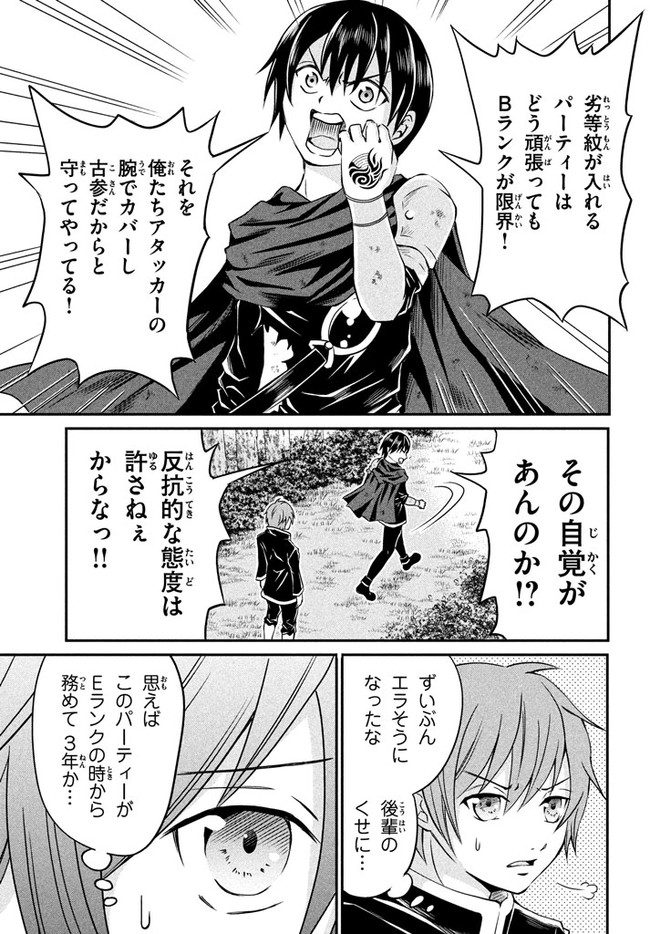 劣等紋が入れる
パーティーは
どう頑張っても
Bランクが限界！
それを
俺たちアタッカーの
腕でカバーし
古参だからと
守ってやってる！
その自覚が
あんのか!?
反抗的な態度は
許さねぇ
からなっ!!
ずいぶん
エラそうに
なったな
後輩の
くせに…
思えば
このパーティーが
Eランクの時から
務めて３年か…